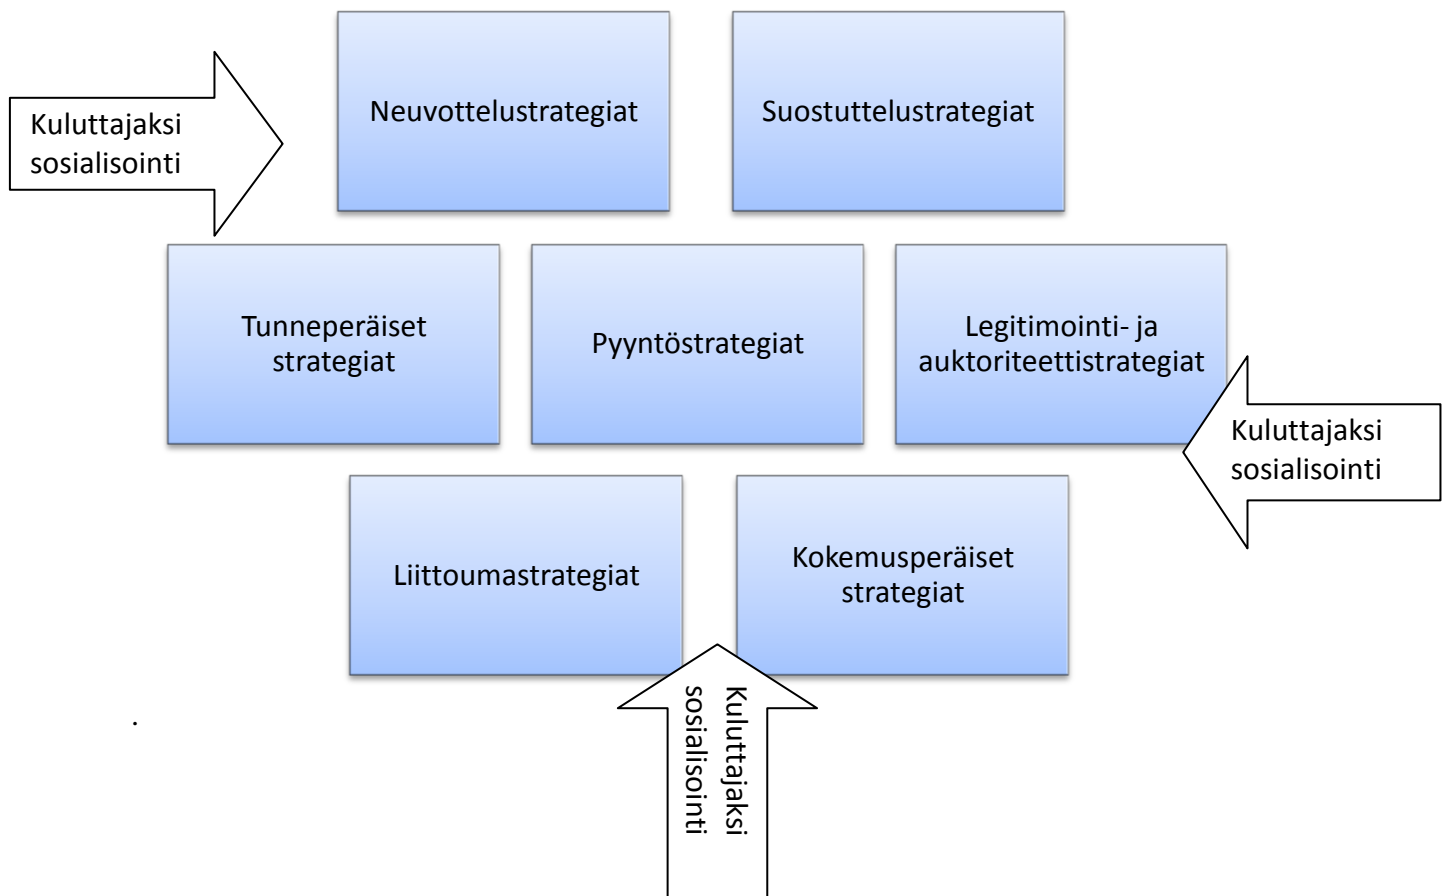 Kuluttajaksi
sosialisointi
Neuvottelustrategiat
Suostuttelustrategiat
Tunneperäiset
strategiat
Pyyntöstrategiat
Legitimointi- ja
auktoriteettistrategiat
Kuluttajaksi
sosialisointi
Liittoumastrategiat
Kokemusperäiset
strategiat
Kuluttajaksi
sosialisointi
.